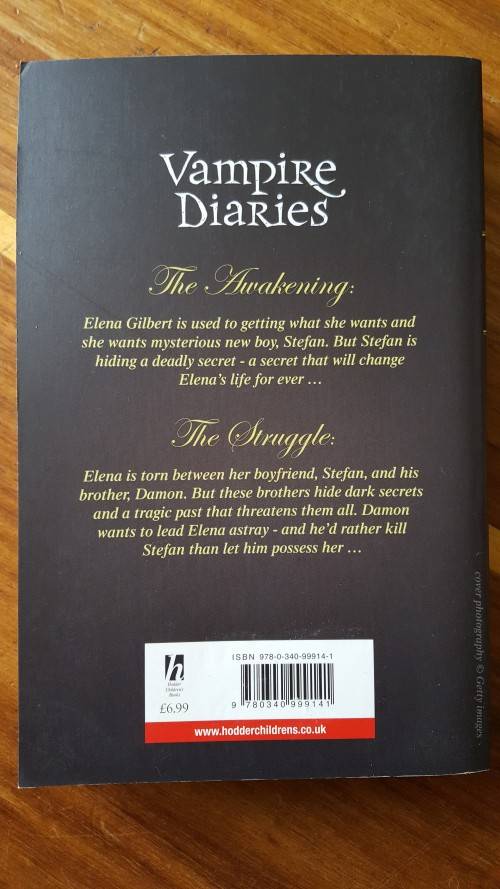 Vampire
Diaries
The Awakening:
Elena Gilbert is used to getting what she wants and
she wants mysterious new boy, Stefan. But Stefan is
hiding a deadly secret - a secret that will change
Elena's life for ever ...
The Struggle:
Elena is torn between her boyfriend, Stefan, and his
brother, Damon. But these brothers hide dark secrets
and a tragic past that threatens them all. Damon
wants to lead Elena astray - and he'd rather kill
Stefan than let him possess her ...
cover photography © Getty images
ISBN 978-0-340-99914-1
h
Hodder
Children's
Books
£6.99
9 780340 999141
www.hodderchildrens.co.uk